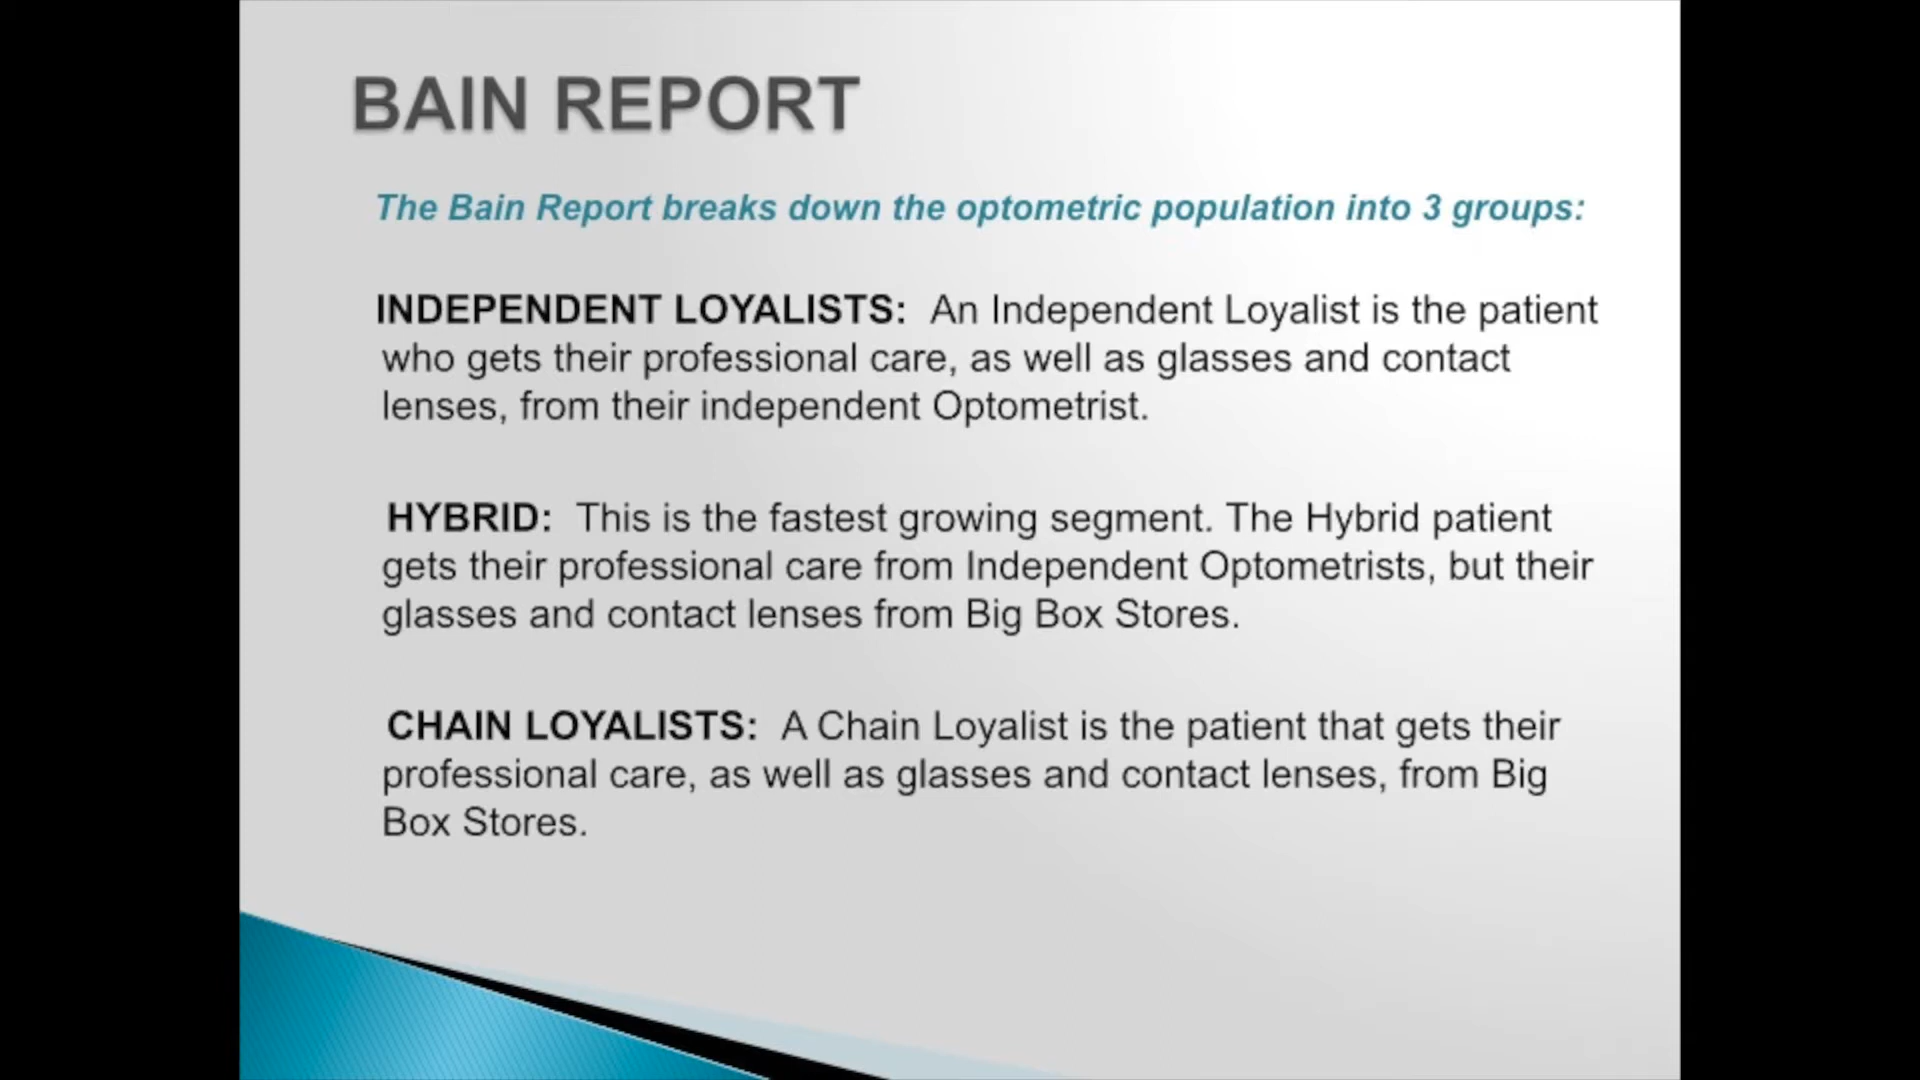 BAIN REPORT
The Bain Report breaks down the optometric population into 3 groups:
INDEPENDENT LOYALISTS: An Independent Loyalist is the patient
who gets their professional care, as well as glasses and contact
lenses, from their independent Optometrist.
HYBRID: This is the fastest growing segment. The Hybrid patient
gets their professional care from Independent Optometrists, but their
glasses and contact lenses from Big Box Stores.
CHAIN LOYALISTS: A Chain Loyalist is the patient that gets their
professional care, as well as glasses and contact lenses, from Big
Box Stores.